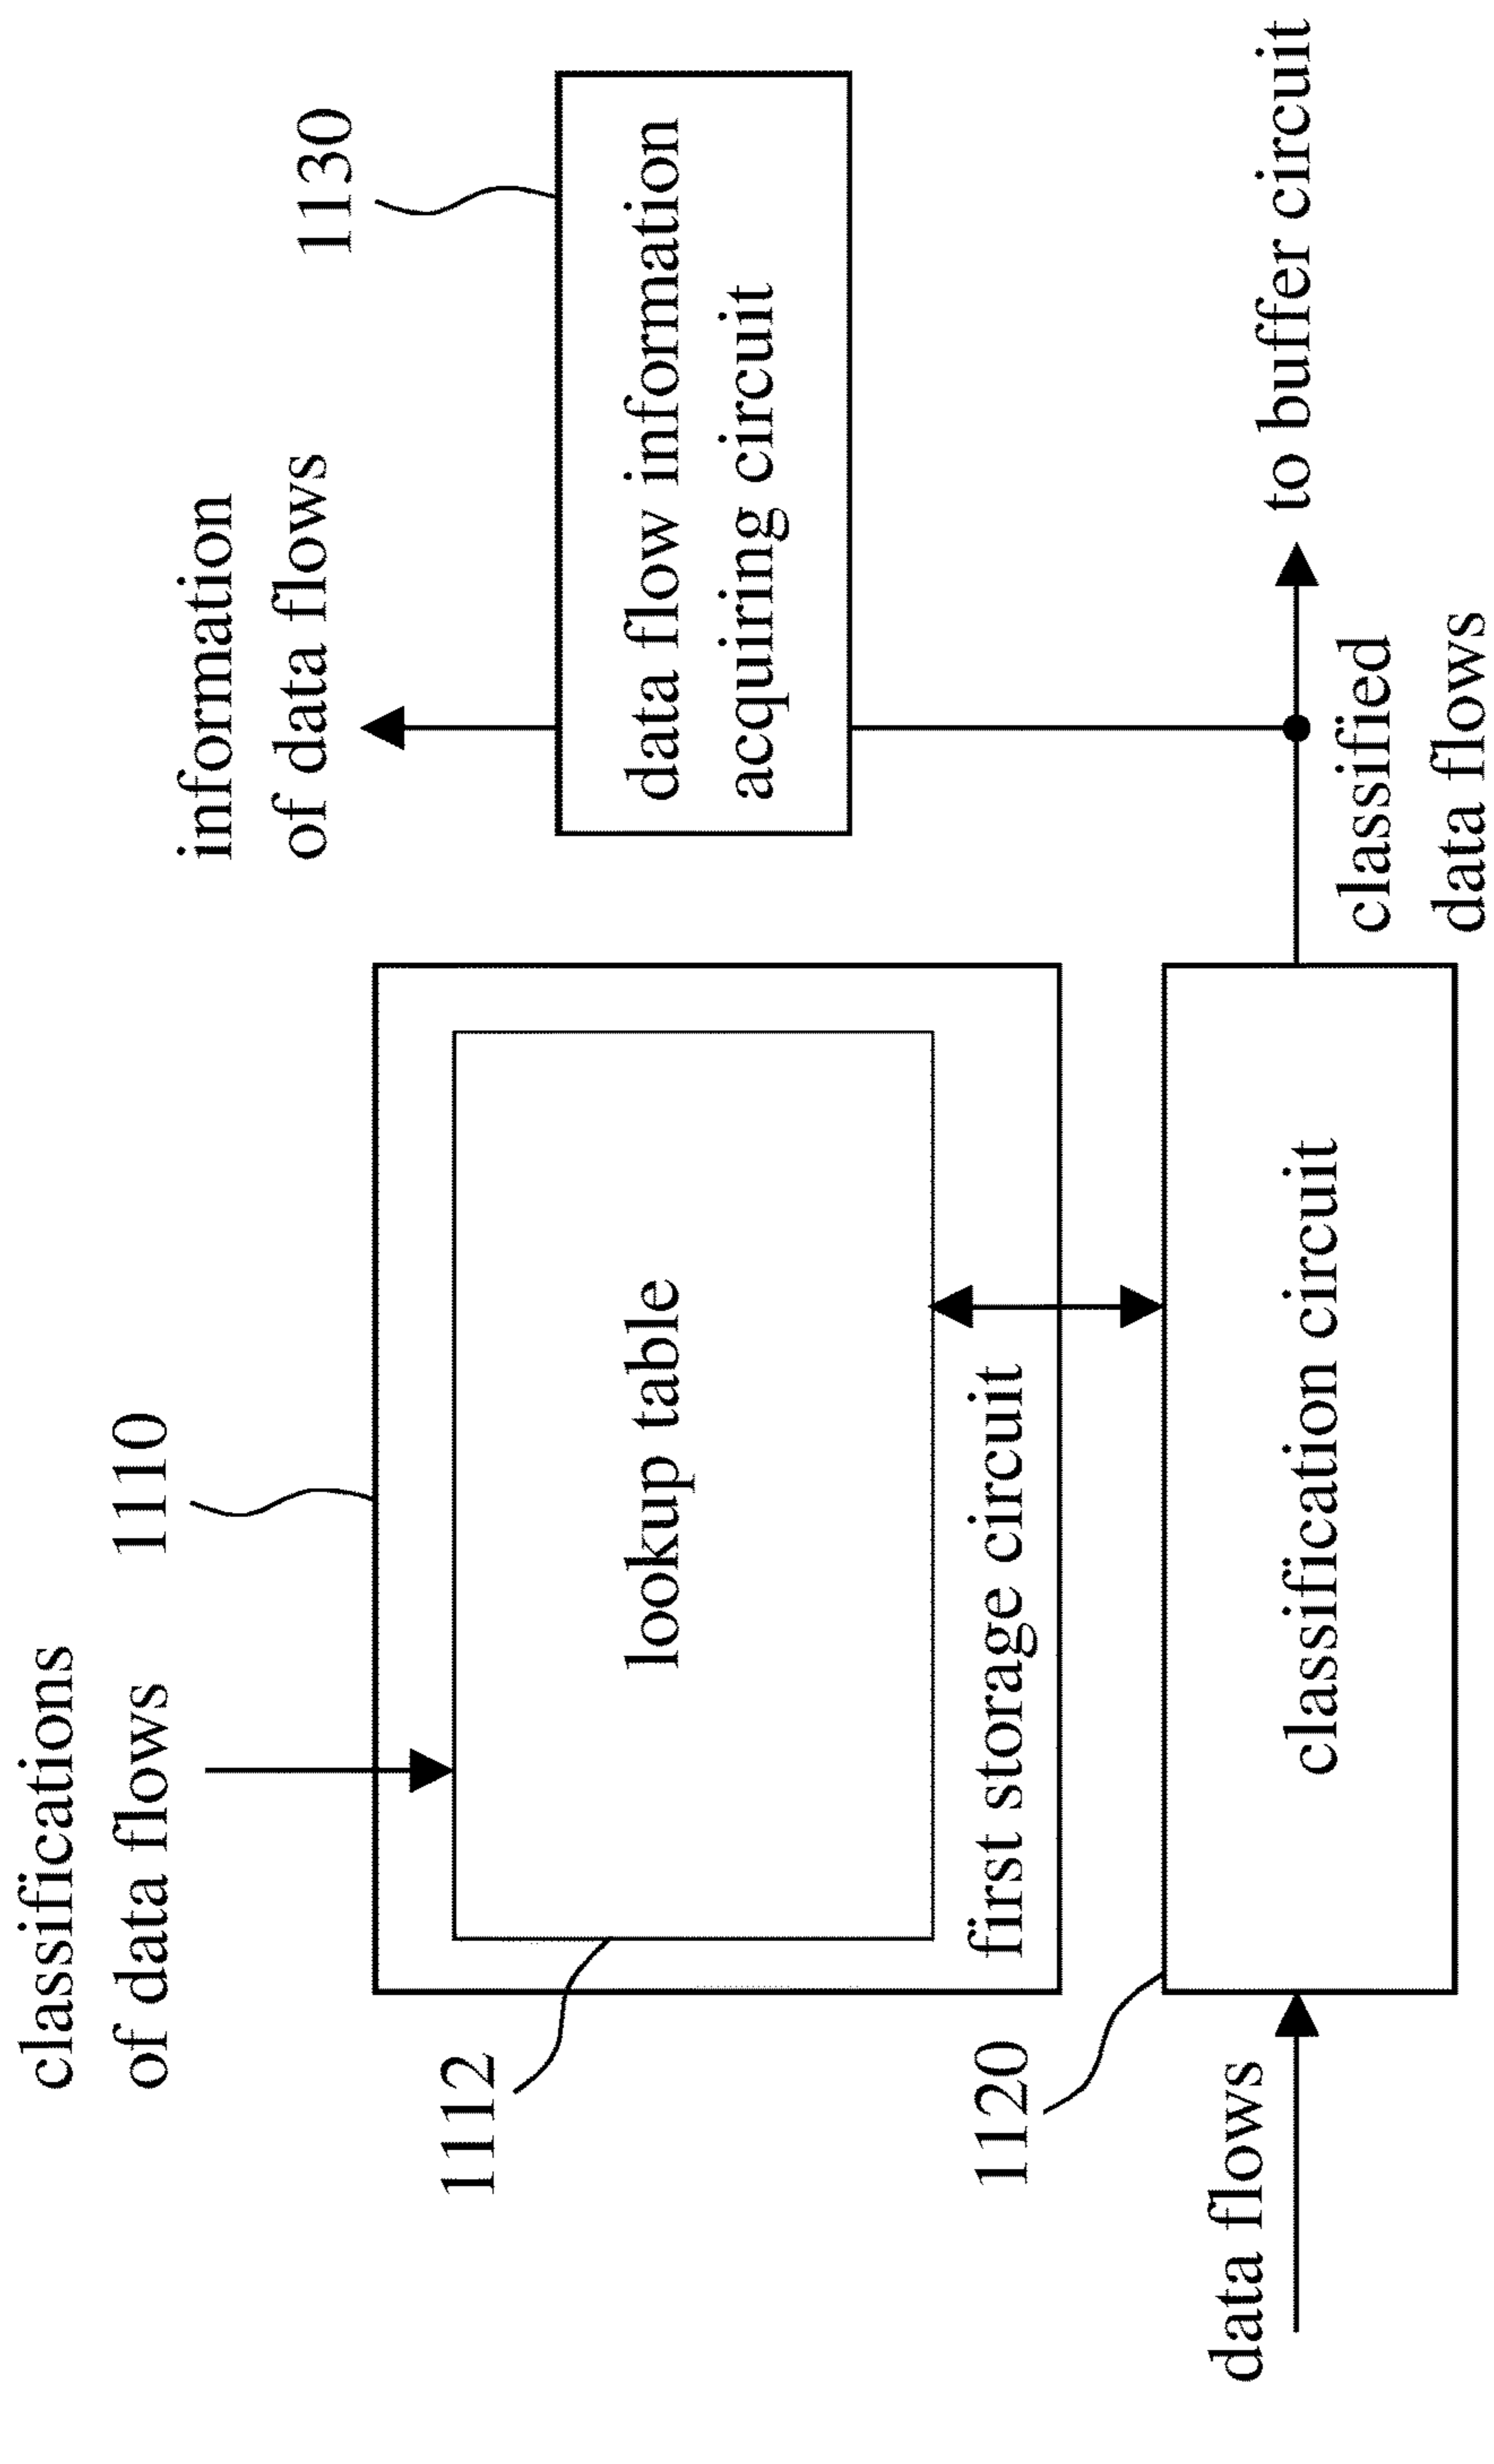 classifications
of data flows
1110
information
of data flows
1130
1112
lookup table
data flow information
acquiring circuit
first storage circuit
1120
data flows
classification circuit
to buffer circuit
classified
data flows